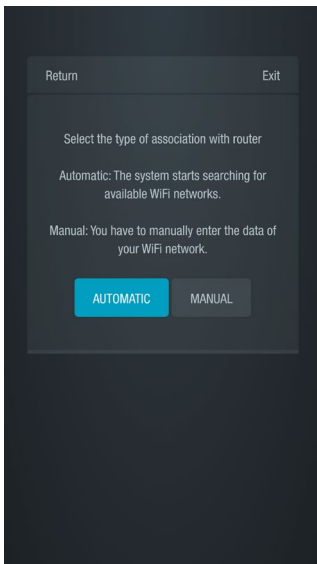 Return Exit
Select the type of association with router
Automatic: The system starts searching for
available WiFi networks.
Manual: You have to manually enter the data of
your WiFi network.
AUTOMATIC MANUAL